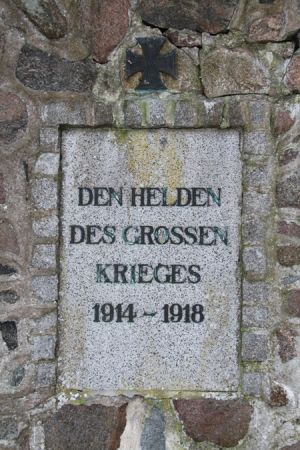 DEN HELDEN
DES GROSSEN
KRIEGES
1914 - 1918